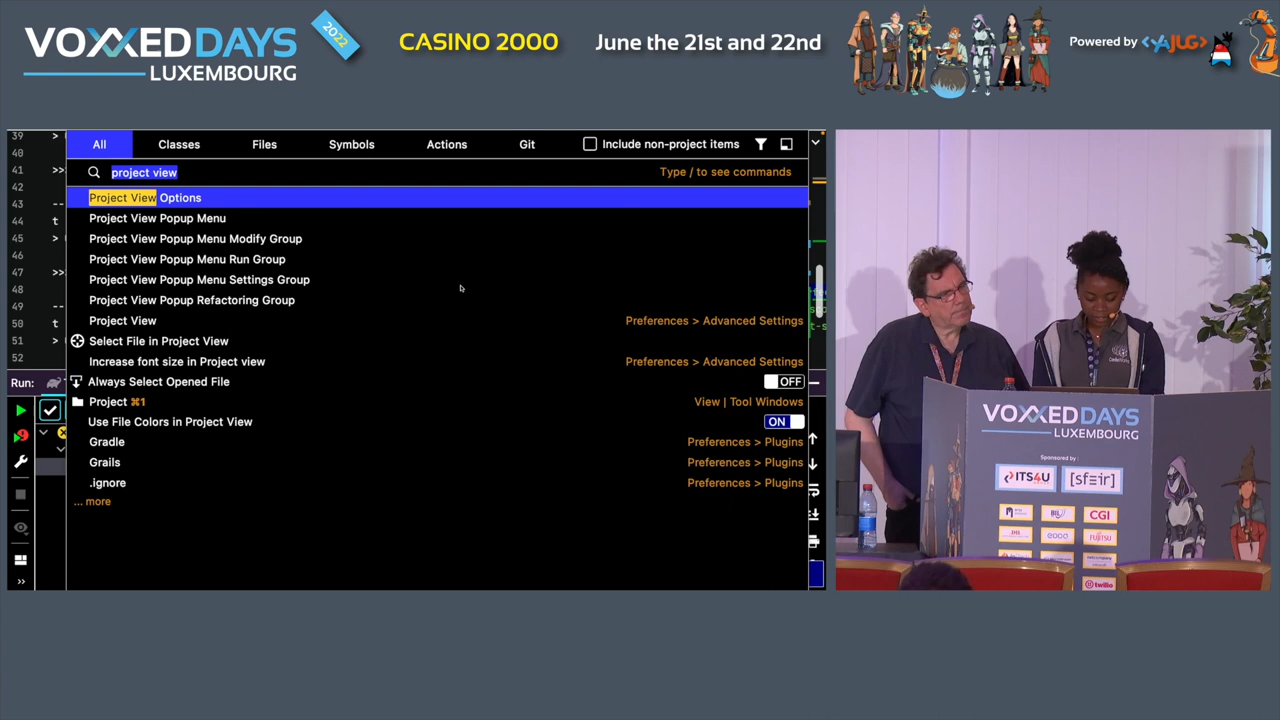 VOXXED DAYS
LUXEMBOURG
2022
CASINO 2000
June the 21st and 22nd
Powered by <YAJUG>
39 >
40
41 >>
42
43 --
44 t
45 >
46
47 >>
48
49 --
50 t
51 >
52
All Classes Files Symbols Actions Git Include non-project items
project view Type / to see commands
Project View Options
Project View Popup Menu
Project View Popup Menu Modify Group
Project View Popup Menu Run Group
Project View Popup Menu Settings Group
Project View Popup Refactoring Group
Project View Preferences > Advanced Settings
Select File in Project View
Increase font size in Project view Preferences > Advanced Settings
Always Select Opened File OFF
Project ⌘1 View | Tool Windows
Use File Colors in Project View ON
Gradle Preferences > Plugins
Grails Preferences > Plugins
.ignore Preferences > Plugins
... more
Run:
>>
VOXXED DAYS
LUXEMBOURG
Sponsored by :
ITS4U
[sfeir]
BIL
CGI
FUJITSU
twilio